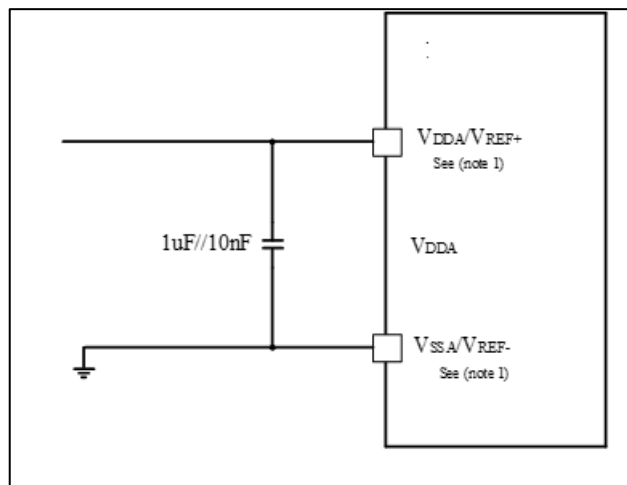 :
VDDA/VREF+
See (note 1)
1uF//10nF
VDDA
VSSA/VREF-
See (note 1)